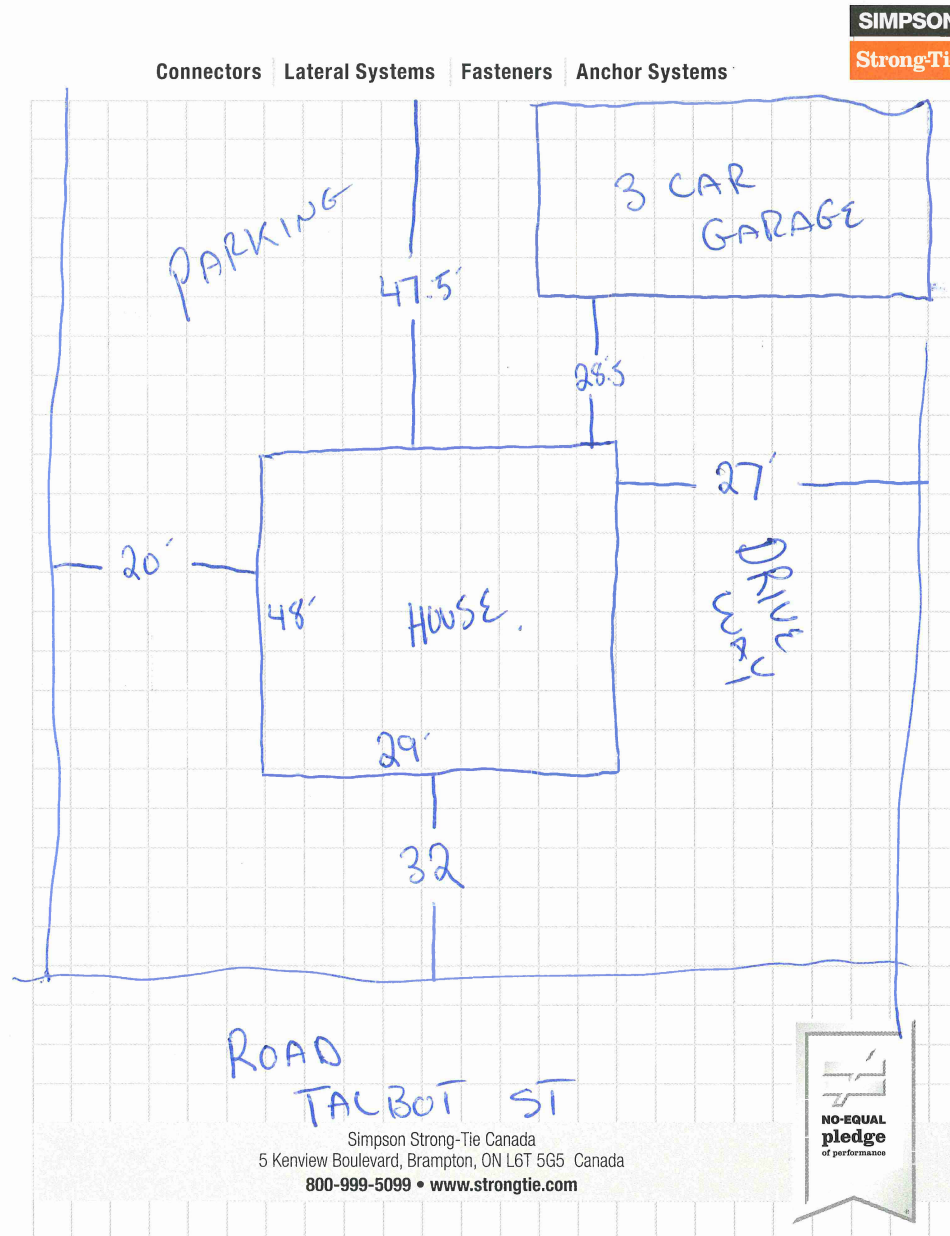 SIMPSON
Strong-Ti
Connectors Lateral Systems Fasteners Anchor Systems
3 CAR
GARAGE
PARKING
47.5'
28.5
27'
20'
DRIVE
WAY
48'
HOUSE.
29'
32
ROAD
TALBOT ST
Simpson Strong-Tie Canada
5 Kenview Boulevard, Brampton, ON L6T 5G5 Canada
800-999-5099 • www.strongtie.com
NO-EQUAL
pledge
of performance